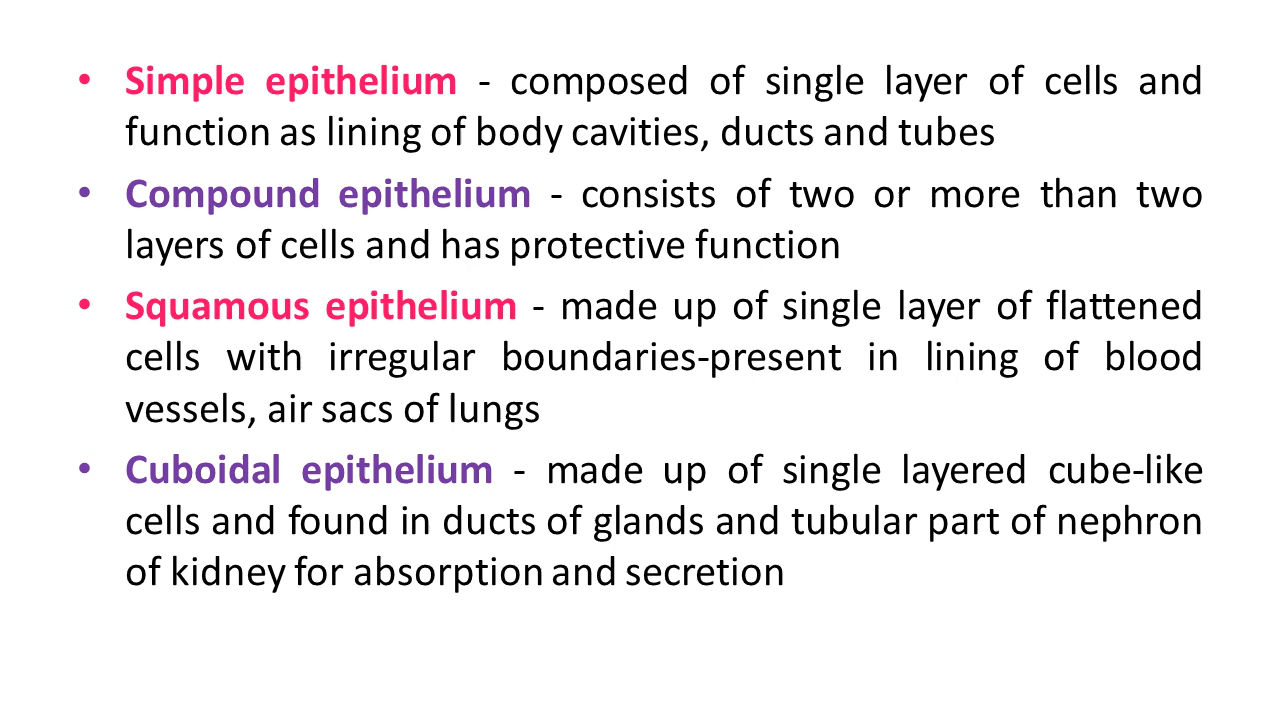 • Simple epithelium - composed of single layer of cells and
function as lining of body cavities, ducts and tubes
• Compound epithelium - consists of two or more than two
layers of cells and has protective function
• Squamous epithelium - made up of single layer of flattened
cells with irregular boundaries-present in lining of blood
vessels, air sacs of lungs
• Cuboidal epithelium - made up of single layered cube-like
cells and found in ducts of glands and tubular part of nephron
of kidney for absorption and secretion